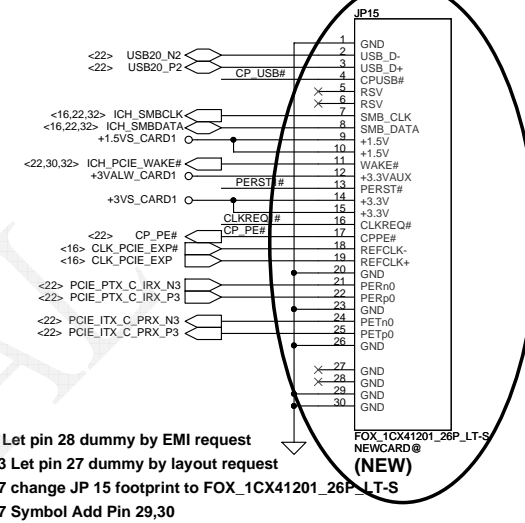 JP15
1 GND
<22> USB20_N2 2 USB_D-
<22> USB20_P2 3 USB_D+
CP_USB# 4 CPUSB#
5 RSV
6 RSV
<16,22,32> ICH_SMBCLK 7 SMB_CLK
<16,22,32> ICH_SMBDATA 8 SMB_DATA
+1.5VS_CARD1 9 +1.5V
10 +1.5V
<22,30,32> ICH_PCIE_WAKE# 11 WAKE#
+3VALW_CARD1 12 +3.3VAUX
13 PERST#
+3VS_CARD1 14 +3.3V
15 +3.3V
16 CLKREQ#
<22> CP_PE# CP_PE# 17 CPPE#
<16> CLK_PCIE_EXP# 18 REFCLK-
<16> CLK_PCIE_EXP 19 REFCLK+
20 GND
<22> PCIE_PTX_C_IRX_N3 21 PERn0
<22> PCIE_PTX_C_IRX_P3 22 PERp0
23 GND
<22> PCIE_ITX_C_PRX_N3 24 PETn0
<22> PCIE_ITX_C_PRX_P3 25 PETp0
26 GND
27 GND
28 GND
29 GND
30 GND
FOX_1CX41201_26P_LT-S
NEWCARD@
(NEW)
Let pin 28 dummy by EMI request
3 Let pin 27 dummy by layout request
7 change JP 15 footprint to FOX_1CX41201_26P_LT-S
7 Symbol Add Pin 29,30